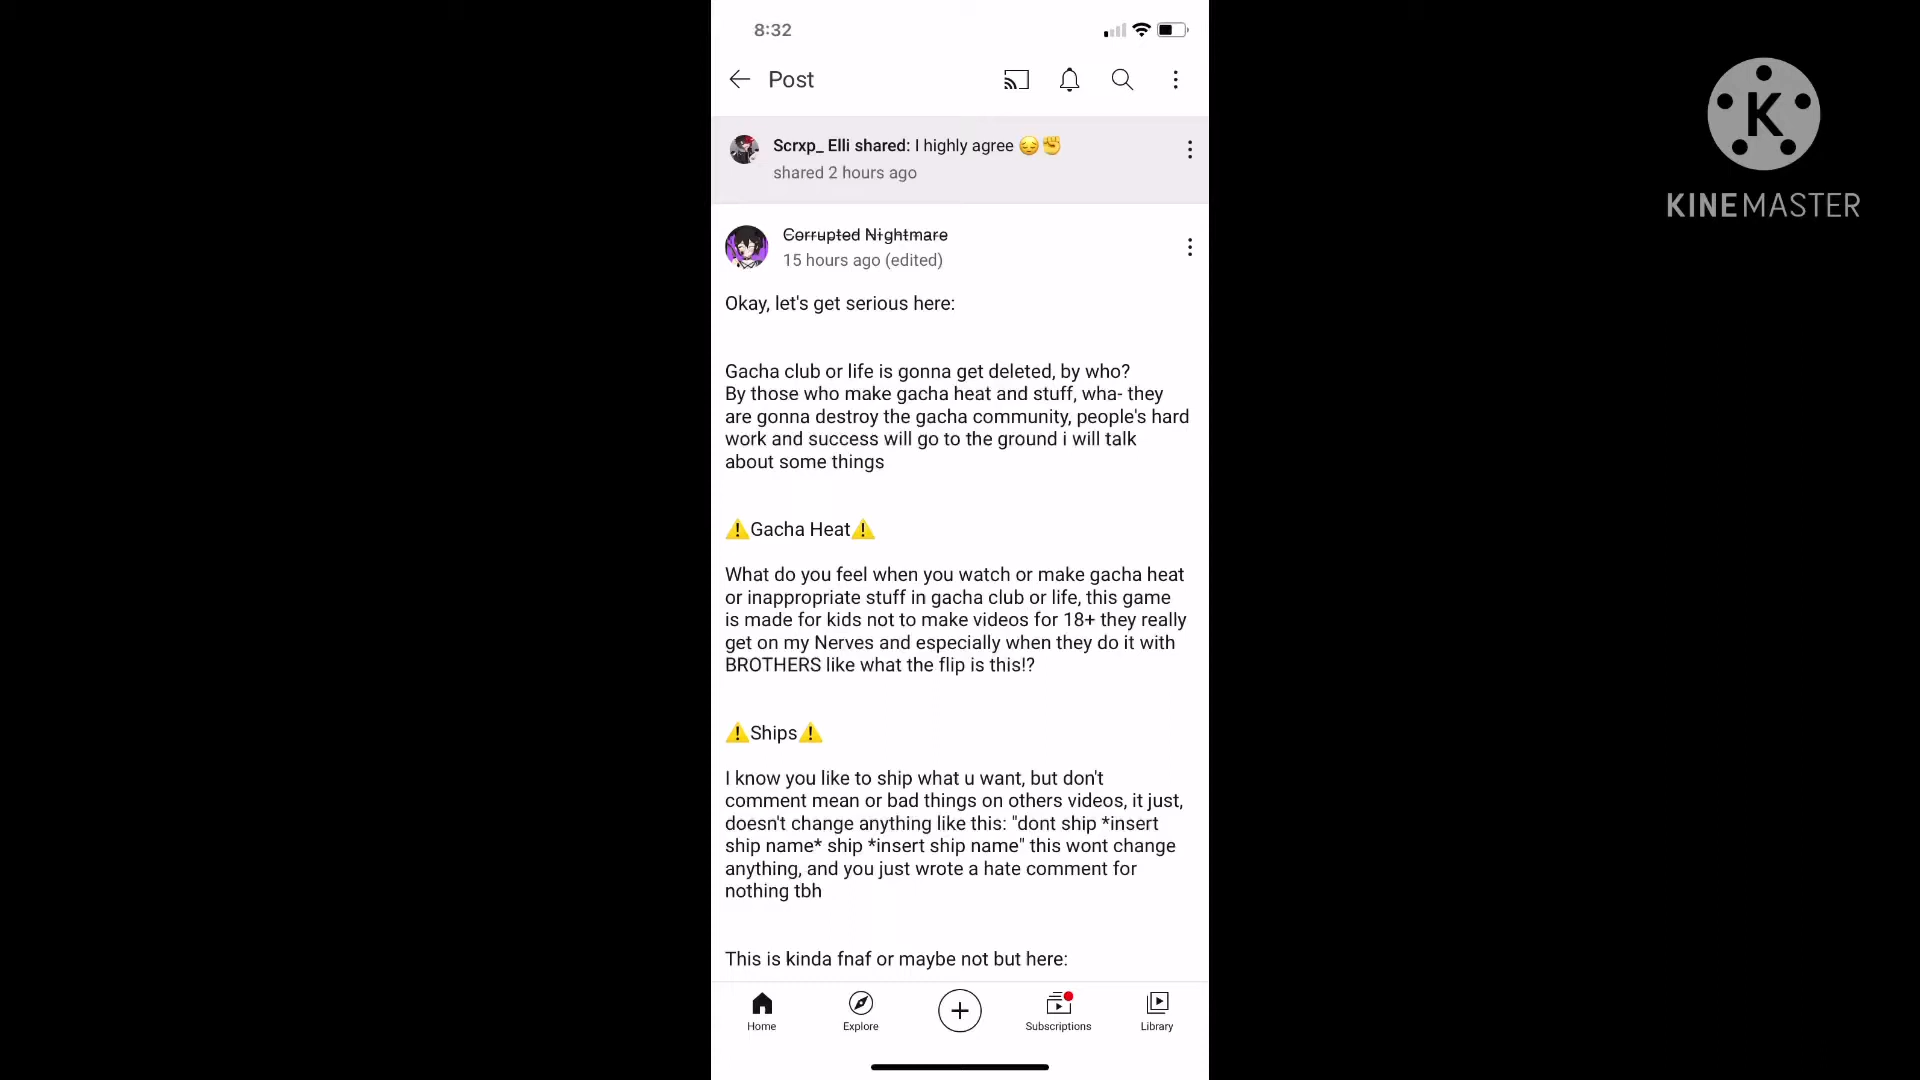 8:32
Post
K
KINEMASTER
Scrxp_ Elli shared: I highly agree 😔✊
shared 2 hours ago
C̶o̶r̶r̶u̶p̶t̶e̶d̶ N̶i̶g̶h̶t̶m̶a̶r̶e̶
15 hours ago (edited)
Okay, let's get serious here:
Gacha club or life is gonna get deleted, by who?
By those who make gacha heat and stuff, wha- they
are gonna destroy the gacha community, people's hard
work and success will go to the ground i will talk
about some things
⚠️Gacha Heat⚠️
What do you feel when you watch or make gacha heat
or inappropriate stuff in gacha club or life, this game
is made for kids not to make videos for 18+ they really
get on my Nerves and especially when they do it with
BROTHERS like what the flip is this!?
⚠️Ships⚠️
I know you like to ship what u want, but don't
comment mean or bad things on others videos, it just,
doesn't change anything like this: "dont ship *insert
ship name* ship *insert ship name" this wont change
anything, and you just wrote a hate comment for
nothing tbh
This is kinda fnaf or maybe not but here:
Home
Explore
Subscriptions
Library